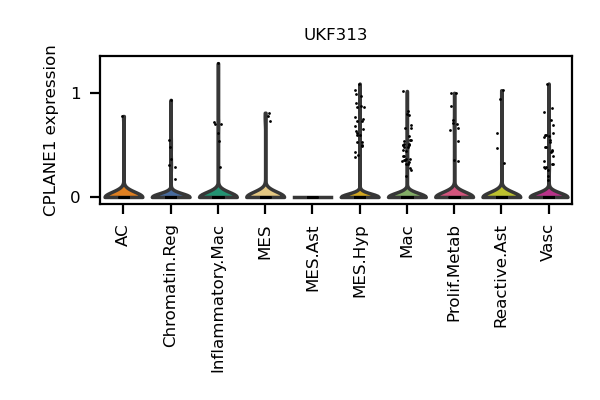 UKF313
CPLANE1 expression
1
0
AC
Chromatin.Reg
Inflammatory.Mac
MES
MES.Ast
MES.Hyp
Mac
Prolif.Metab
Reactive.Ast
Vasc